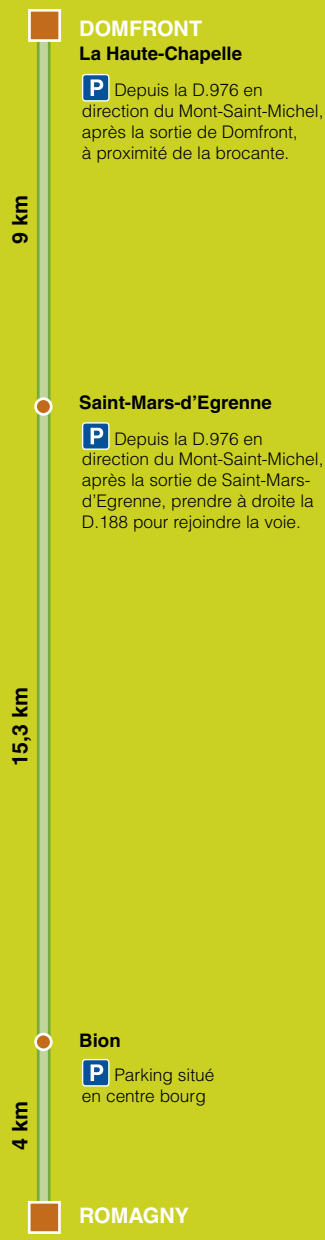 DOMFRONT
La Haute-Chapelle
P Depuis la D.976 en
direction du Mont-Saint-Michel,
après la sortie de Domfront,
à proximité de la brocante.
9 km
Saint-Mars-d'Egrenne
P Depuis la D.976 en
direction du Mont-Saint-Michel,
après la sortie de Saint-Mars-
d'Egrenne, prendre à droite la
D.188 pour rejoindre la voie.
15,3 km
Bion
P Parking situé
en centre bourg
4 km
ROMAGNY